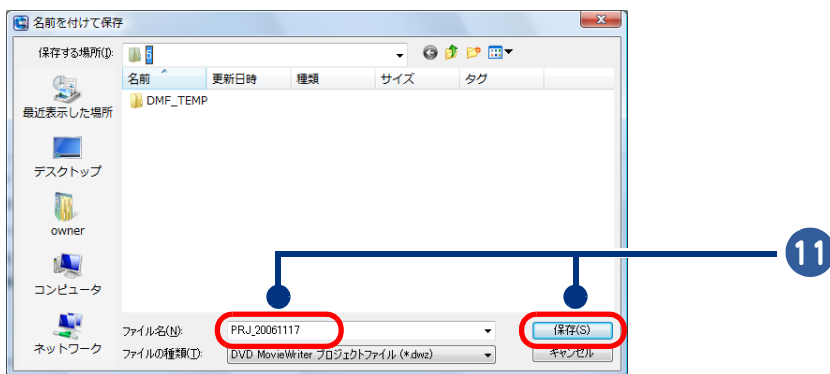 名前を付けて保存
保存する場所(I):
5
名前 更新日時 種類 サイズ タグ
DMF_TEMP
最近表示した場所
デスクトップ
owner
コンピュータ
ネットワーク
ファイル名(N): PRJ_20061117 保存(S)
ファイルの種類(T): DVD MovieWriter プロジェクトファイル (*.dwz) キャンセル
11